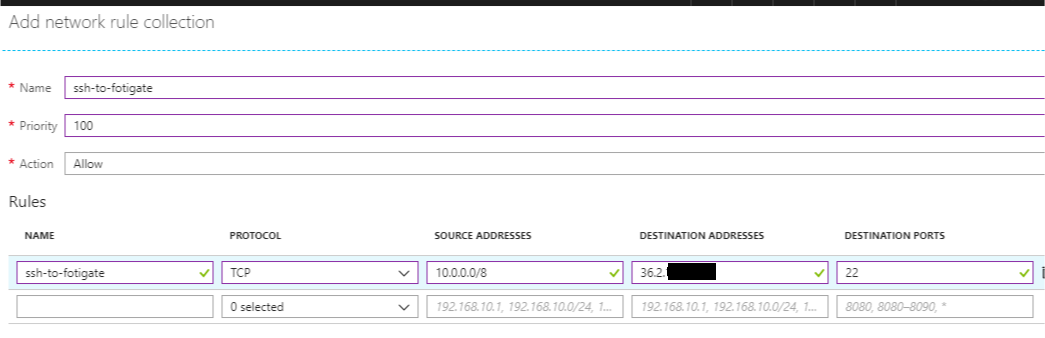 Add network rule collection
* Name ssh-to-fotigate
* Priority 100
* Action Allow
Rules
NAME PROTOCOL SOURCE ADDRESSES DESTINATION ADDRESSES DESTINATION PORTS
ssh-to-fotigate TCP 10.0.0.0/8 36.2. 22
0 selected 192.168.10.1, 192.168.10.0/24, 1... 192.168.10.1, 192.168.10.0/24, 1... 8080, 8080–8090, *